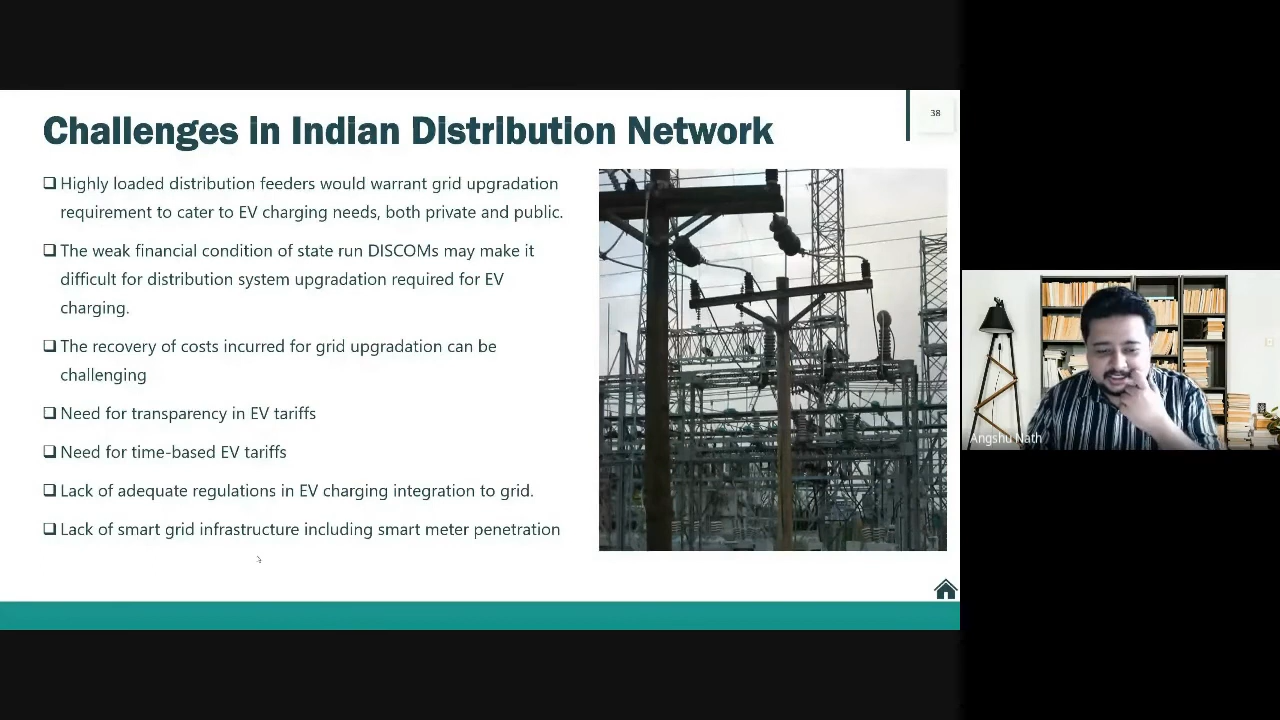 Challenges in Indian Distribution Network
38
❑ Highly loaded distribution feeders would warrant grid upgradation
requirement to cater to EV charging needs, both private and public.
❑ The weak financial condition of state run DISCOMs may make it
difficult for distribution system upgradation required for EV
charging.
❑ The recovery of costs incurred for grid upgradation can be
challenging
❑ Need for transparency in EV tariffs
❑ Need for time-based EV tariffs
❑ Lack of adequate regulations in EV charging integration to grid.
❑ Lack of smart grid infrastructure including smart meter penetration
Angshu Nath